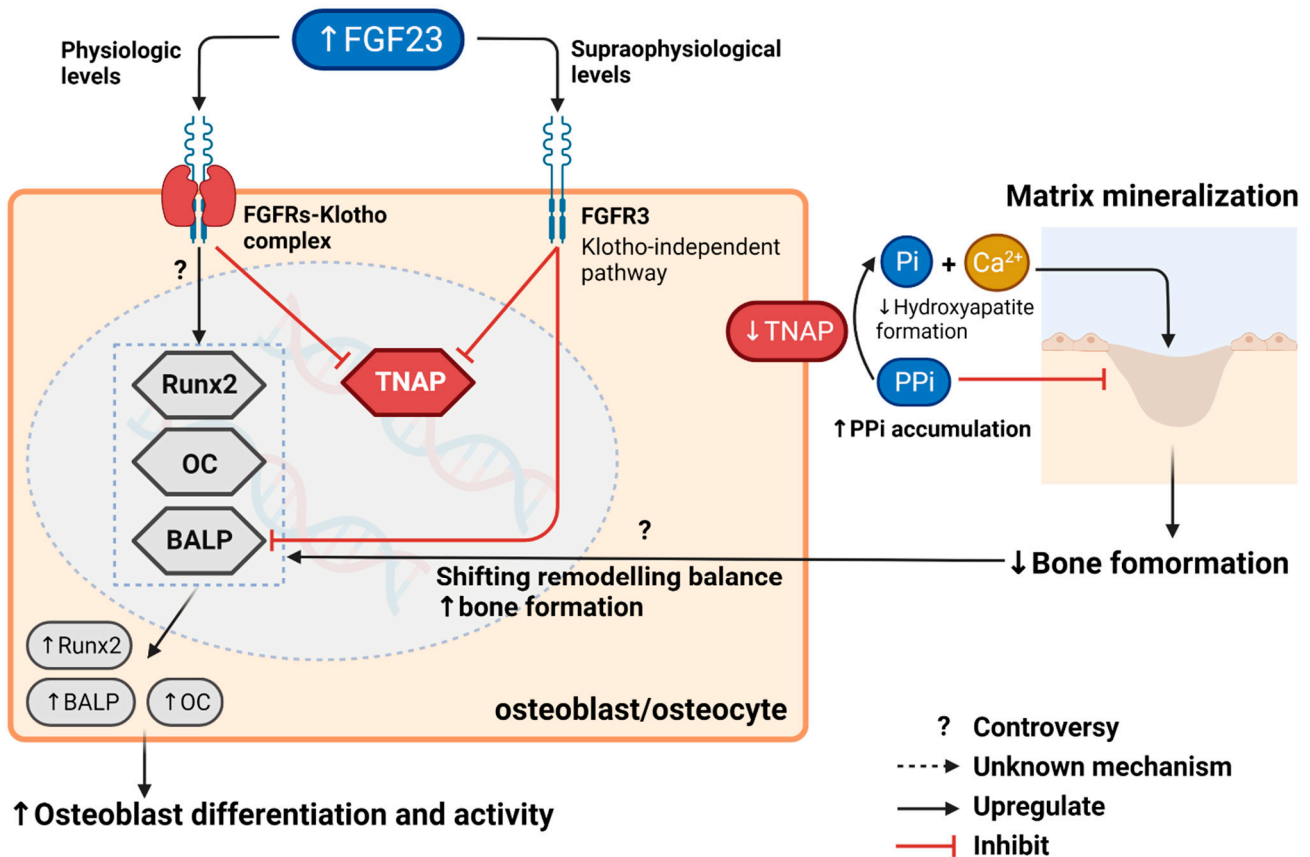 ↑FGF23
Physiologic
levels
Supraophysiological
levels
FGFRs-Klotho
complex
FGFR3
Klotho-independent
pathway
?
Runx2
OC
BALP
TNAP
Matrix mineralization
Pi + Ca²⁺
↓Hydroxyapatite
formation
↓TNAP
PPi
↑PPi accumulation
↓Bone fomormation
?
Shifting remodelling balance
↑bone formation
↑Runx2
↑BALP
↑OC
osteoblast/osteocyte
↑Osteoblast differentiation and activity
? Controversy
Unknown mechanism
Upregulate
Inhibit